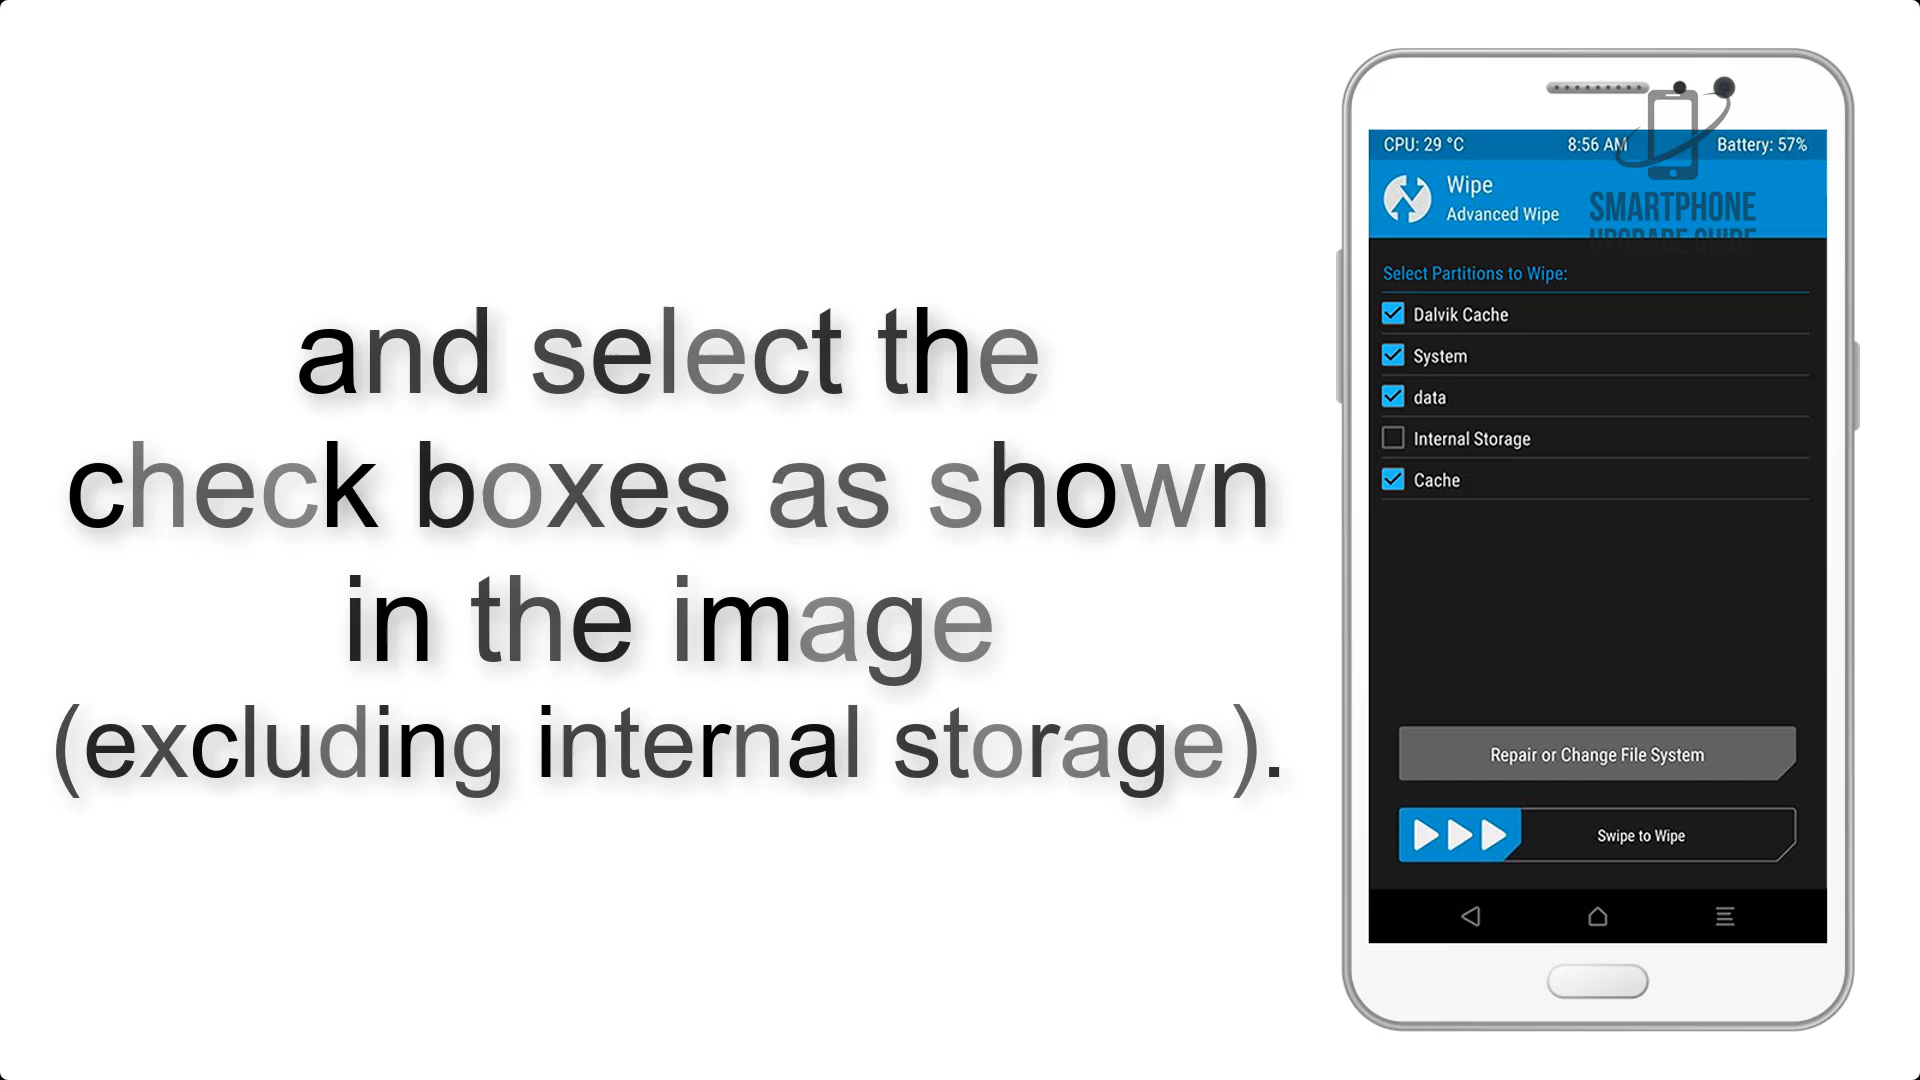 and select the
check boxes as shown
in the image
(excluding internal storage).
CPU: 29 °C 8:56 AM Battery: 57%
Wipe
Advanced Wipe
SMARTPHONE
UPGRADE GUIDE
Select Partitions to Wipe:
Dalvik Cache
System
data
Internal Storage
Cache
Repair or Change File System
Swipe to Wipe